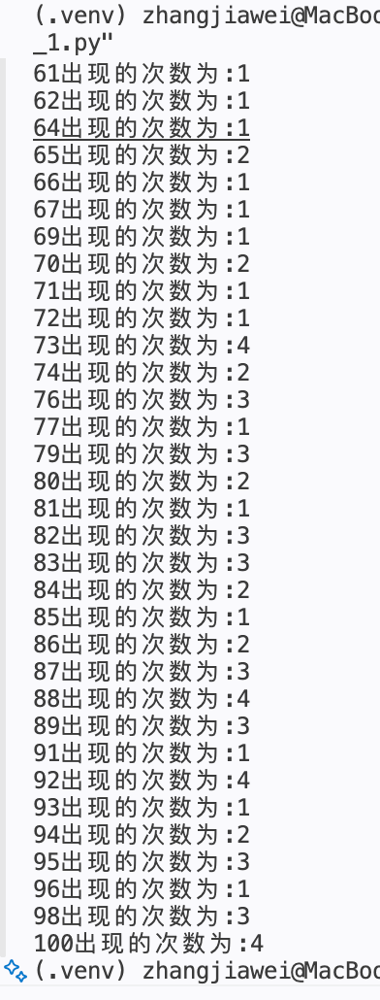 (.venv) zhangjiawei@MacBoo
_1.py"
61出现的次数为:1
62出现的次数为:1
64出现的次数为:1
65出现的次数为:2
66出现的次数为:1
67出现的次数为:1
69出现的次数为:1
70出现的次数为:2
71出现的次数为:1
72出现的次数为:1
73出现的次数为:4
74出现的次数为:2
76出现的次数为:3
77出现的次数为:1
79出现的次数为:3
80出现的次数为:2
81出现的次数为:1
82出现的次数为:3
83出现的次数为:3
84出现的次数为:2
85出现的次数为:1
86出现的次数为:2
87出现的次数为:3
88出现的次数为:4
89出现的次数为:3
91出现的次数为:1
92出现的次数为:4
93出现的次数为:1
94出现的次数为:2
95出现的次数为:3
96出现的次数为:1
98出现的次数为:3
100出现的次数为:4
(.venv) zhangjiawei@MacBoo